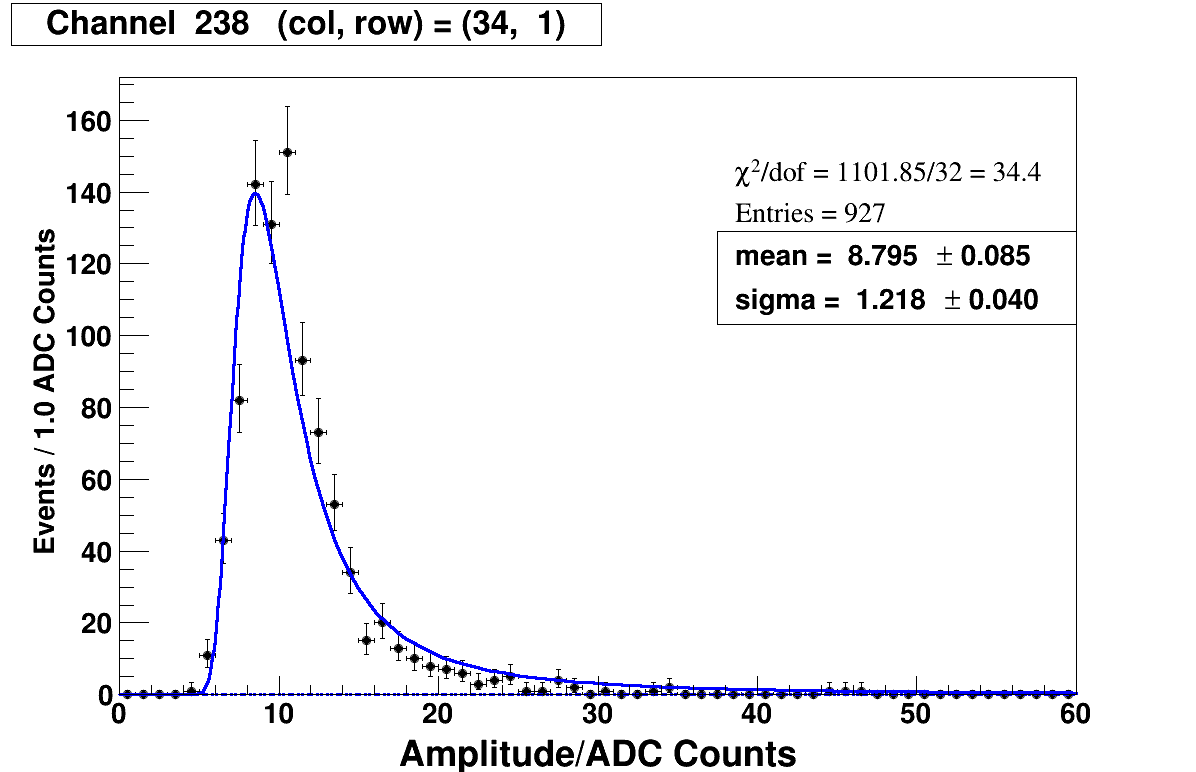 Channel 238 (col, row) = (34, 1)
160
140
120
100
80
60
40
20
0
Events / 1.0 ADC Counts
χ²/dof = 1101.85/32 = 34.4
Entries = 927
mean = 8.795 ± 0.085
sigma = 1.218 ± 0.040
0 10 20 30 40 50 60
Amplitude/ADC Counts